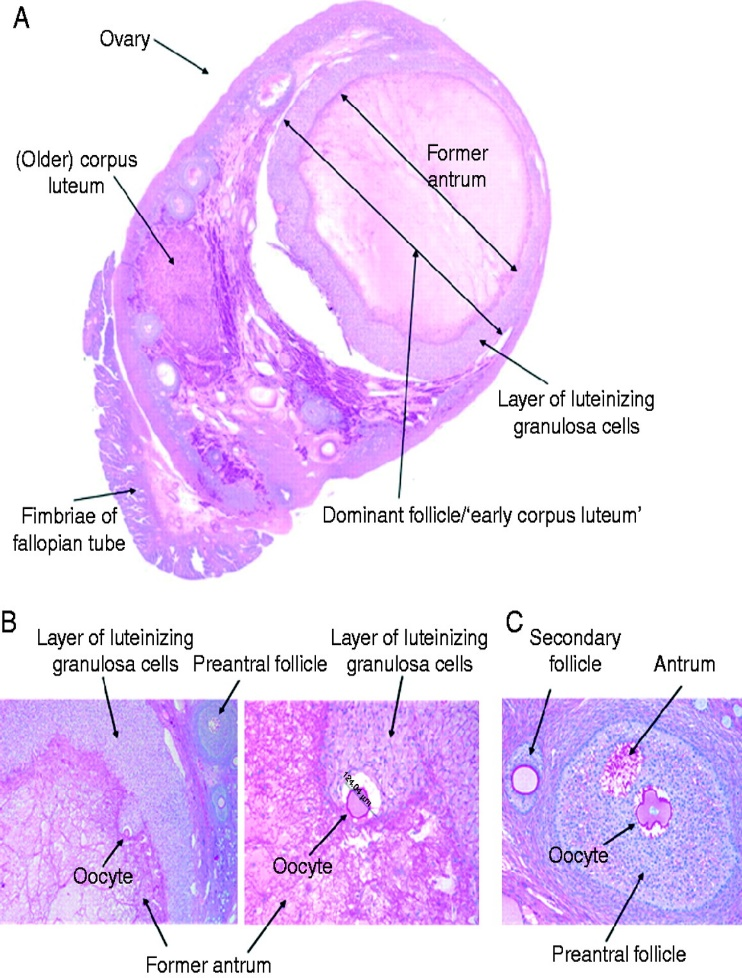 A
Ovary
(Older) corpus
luteum
Former
antrum
Layer of luteinizing
granulosa cells
Fimbriae of
fallopian tube
Dominant follicle/‘early corpus luteum’
B
Layer of luteinizing
granulosa cells
Preantral follicle
Oocyte
Layer of luteinizing
granulosa cells
Oocyte
Former antrum
C
Secondary
follicle
Antrum
Oocyte
Preantral follicle